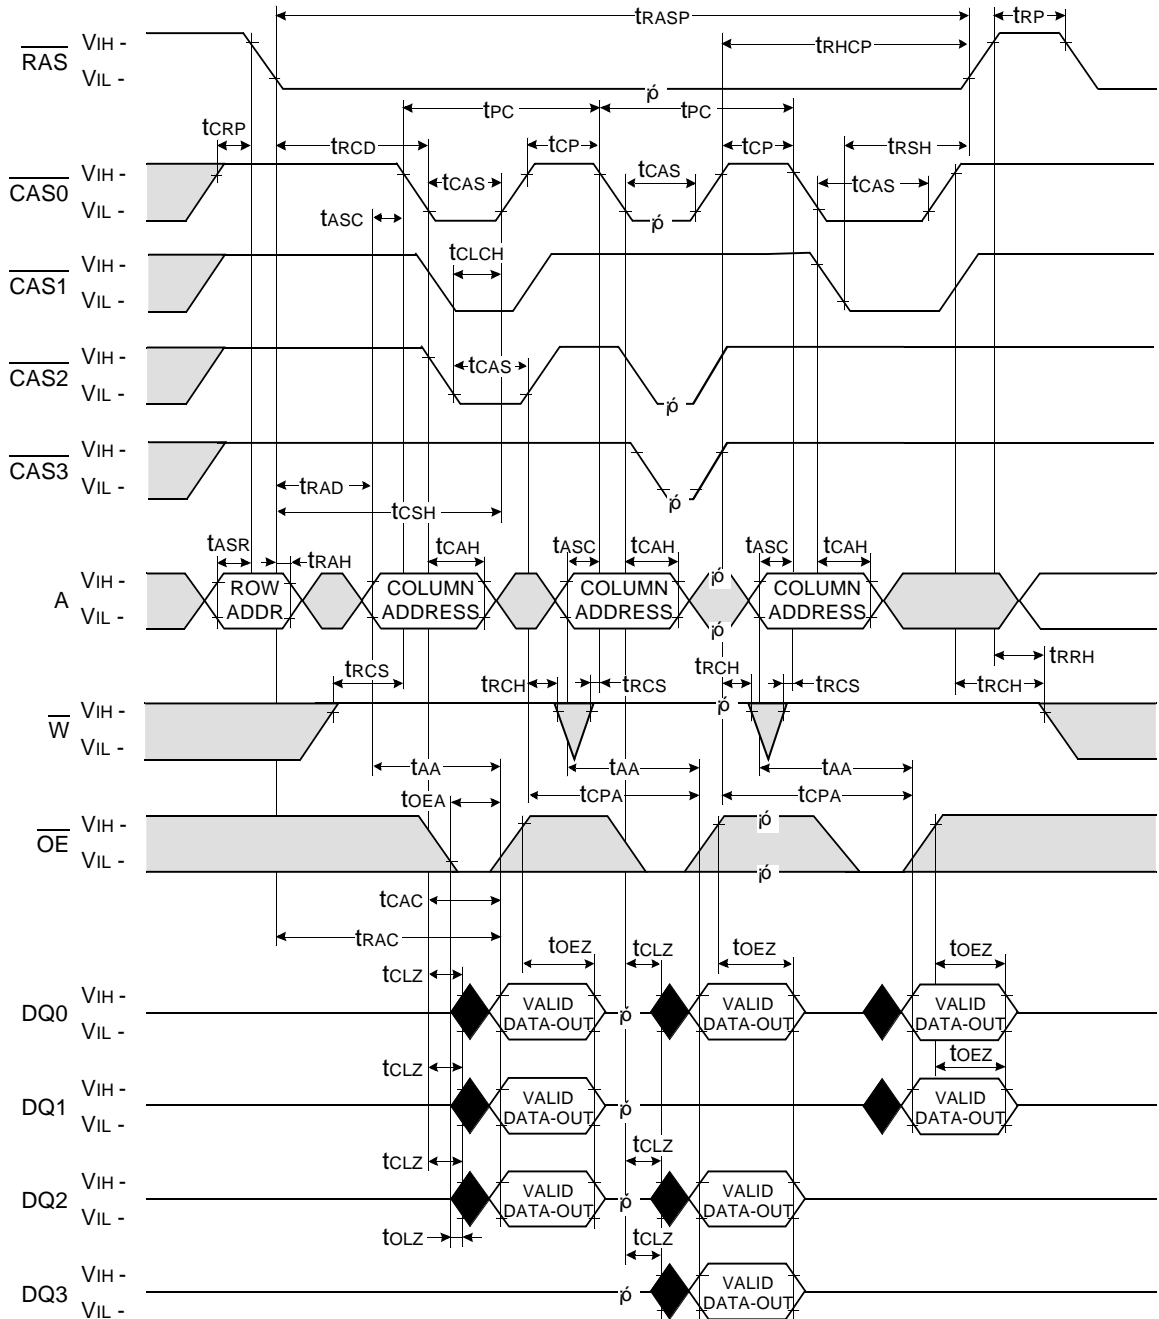 tRASP tRP
RAS VIH - tRHCP
VIL - ¡ó
tPC tPC
tCRP tRCD tCP tCP tRSH
CAS0 VIH - tCAS tCAS tCAS
VIL - tASC ¡ó
CAS1 VIH - tCLCH
VIL -
CAS2 VIH - tCAS
VIL - ¡ó
CAS3 VIH -
VIL - tRAD ¡ó
tCSH
tASR tRAH tCAH tASC tCAH tASC tCAH
A VIH - ROW COLUMN COLUMN ¡ó COLUMN
VIL - ADDR ADDRESS ADDRESS ¡ó ADDRESS
tRRH
tRCS tRCH tRCS tRCH tRCS tRCH
W VIH - ¡ó
VIL -
tAA tAA tAA
tOEA tCPA tCPA
OE VIH - ¡ó
VIL - ¡ó
tCAC
tRAC
tCLZ tOEZ tCLZ tOEZ tOEZ
DQ0 VIH - VALID VALID VALID
VIL - DATA-OUT ¡ó DATA-OUT DATA-OUT
tCLZ tOEZ
DQ1 VIH - VALID VALID
VIL - DATA-OUT ¡ó DATA-OUT
tCLZ tCLZ
DQ2 VIH - VALID VALID
VIL - DATA-OUT ¡ó DATA-OUT
tOLZ tCLZ
DQ3 VIH - VALID
VIL - ¡ó DATA-OUT